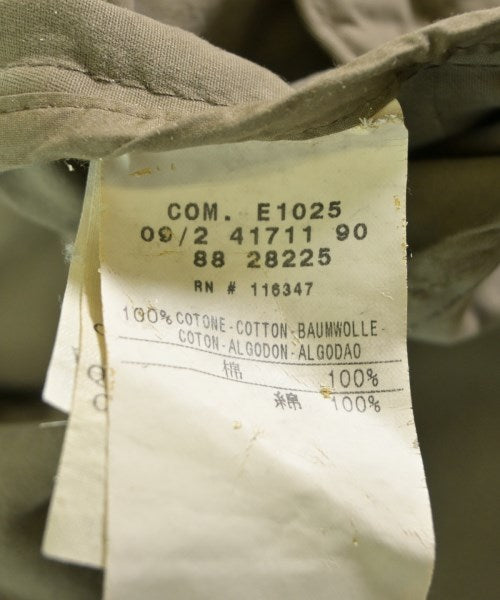 COM. E1025
09/2 41711 90
88 28225
RN # 116347
100% COTONE-COTTON-BAUMWOLLE-
COTON-ALGODON-ALGODAO
棉 100%
綿 100%